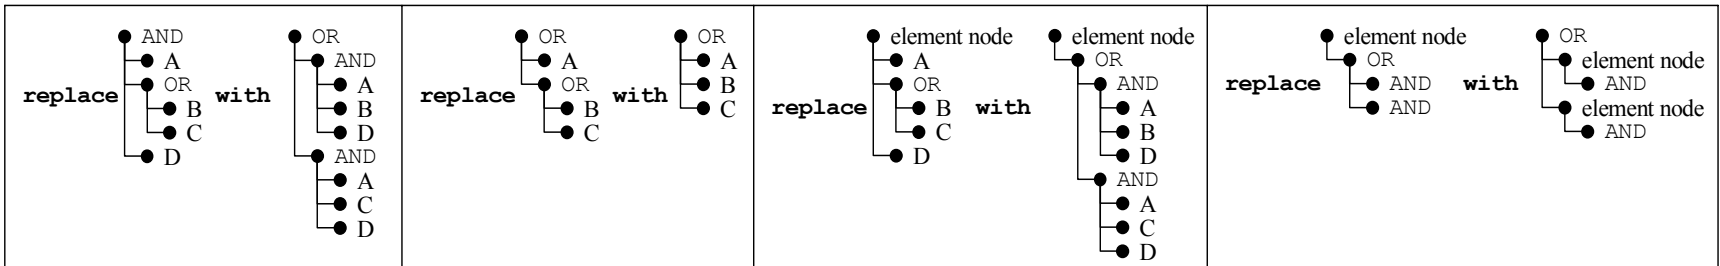 replace
AND
A
OR
B
C
D
with
OR
AND
A
B
D
AND
A
C
D
replace
OR
A
OR
B
C
with
OR
A
B
C
replace
element node
A
OR
B
C
D
with
element node
OR
AND
A
B
D
AND
A
C
D
replace
element node
OR
AND
AND
with
OR
element node
AND
element node
AND